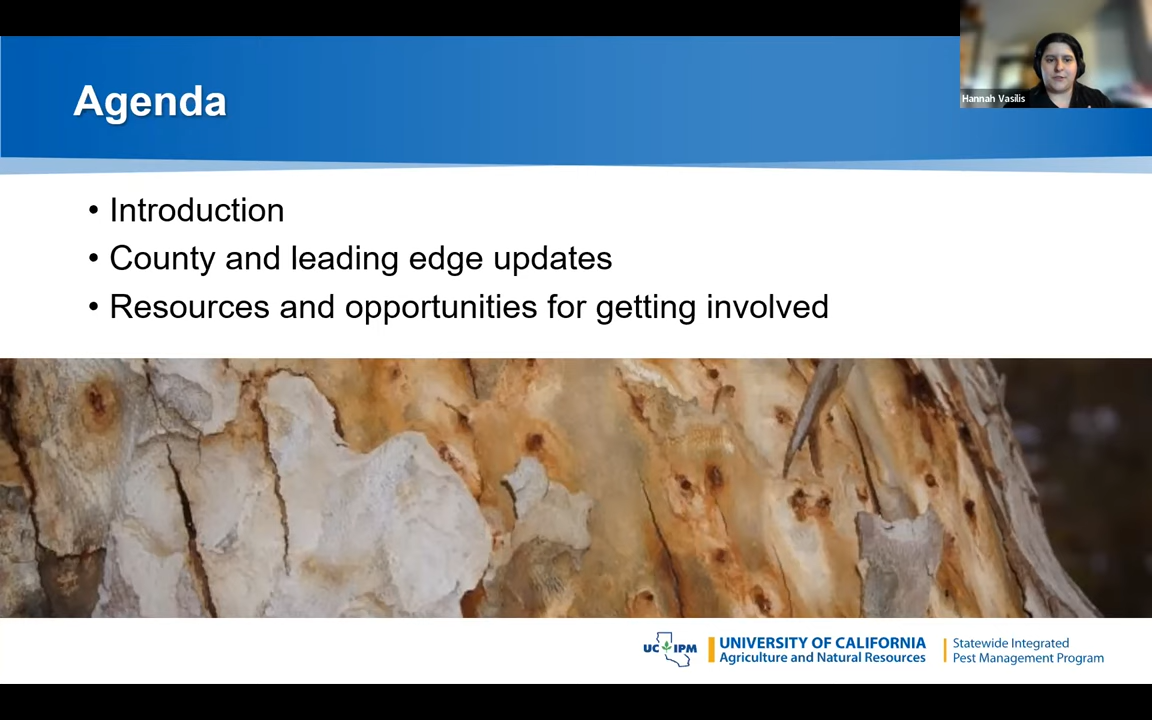 Agenda
Hannah Vasilis
• Introduction
• County and leading edge updates
• Resources and opportunities for getting involved
UC IPM
UNIVERSITY OF CALIFORNIA
Agriculture and Natural Resources
Statewide Integrated
Pest Management Program